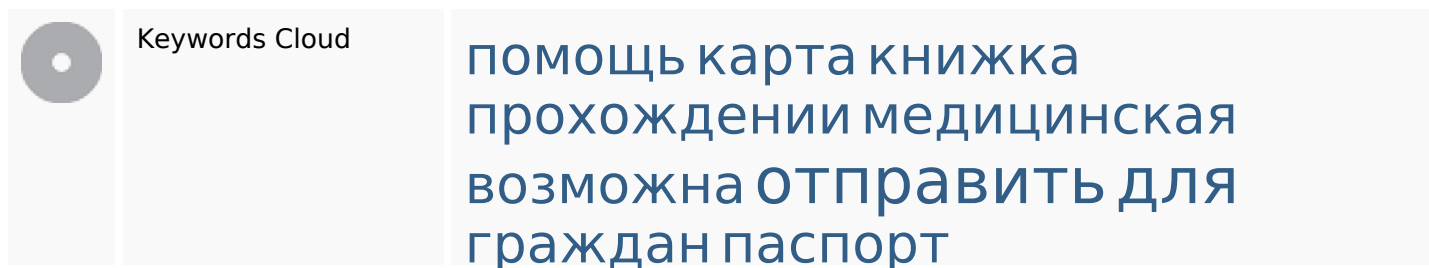 Keywords Cloud
помощь карта книжка
прохождении медицинская
возможна отправить для
граждан паспорт